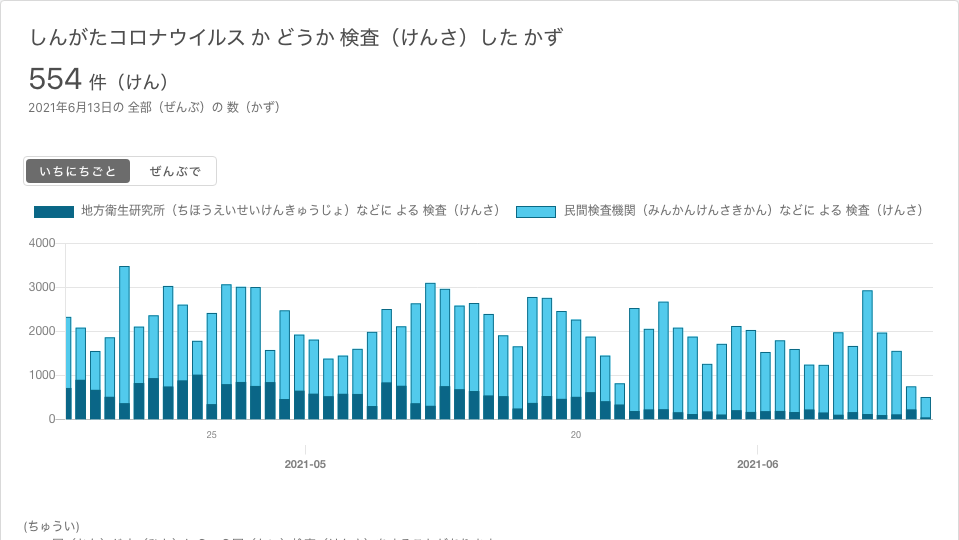 しんがたコロナウイルス か どうか 検査（けんさ）した かず
554 件（けん）
2021年6月13日の 全部（ぜんぶ）の 数（かず）
いちにちごと ぜんぶで
地方衛生研究所（ちほうえいせいけんきゅうじょ）などに よる 検査（けんさ） 民間検査機関（みんかんけんさきかん）などに よる 検査（けんさ）
4000
3000
2000
1000
0
25 20
2021-05 2021-06
(ちゅうい)